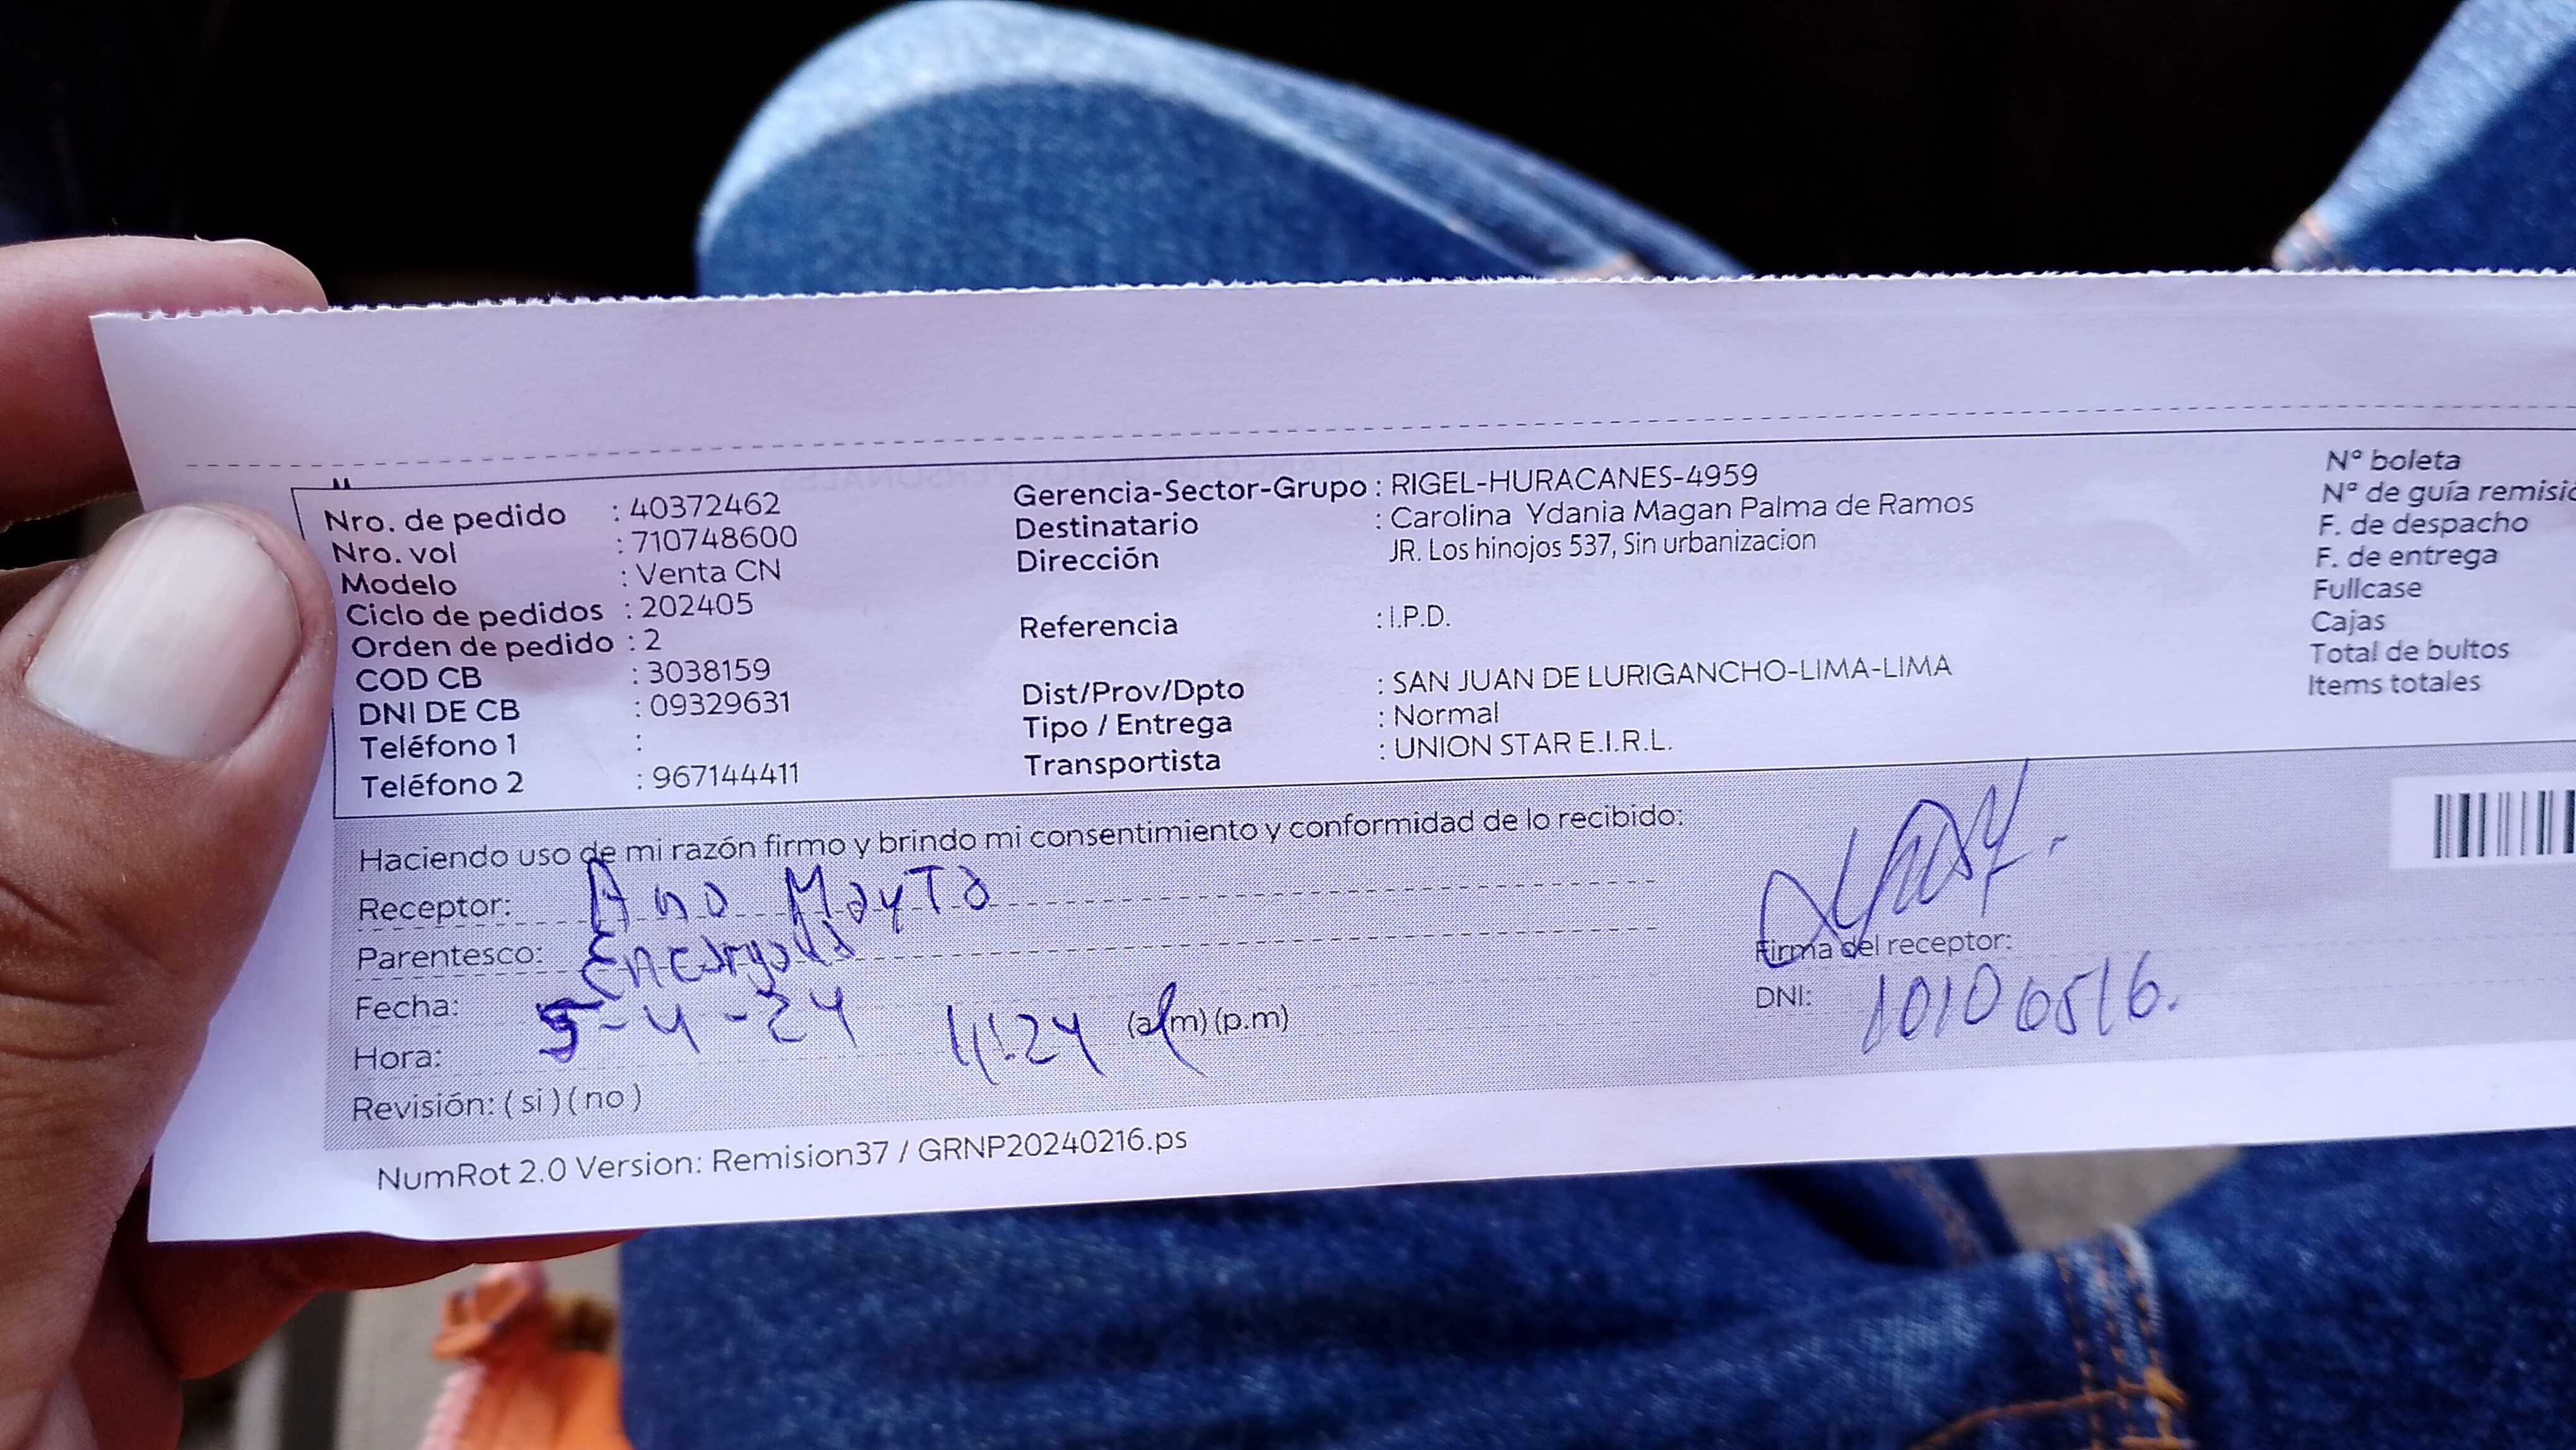 Nro. de pedido : 40372462
Nro. vol : 710748600
Modelo : Venta CN
Ciclo de pedidos : 202405
Orden de pedido : 2
COD CB : 3038159
DNI DE CB : 09329631
Teléfono 1 :
Teléfono 2 : 967144411
Gerencia-Sector-Grupo : RIGEL-HURACANES-4959
Destinatario : Carolina Ydania Magan Palma de Ramos
Dirección JR. Los hinojos 537, Sin urbanizacion
Referencia : I.P.D.
Dist/Prov/Dpto : SAN JUAN DE LURIGANCHO-LIMA-LIMA
Tipo / Entrega : Normal
Transportista : UNION STAR E.I.R.L.
N° boleta
N° de guía remisió
F. de despacho
F. de entrega
Fullcase
Cajas
Total de bultos
Items totales
Haciendo uso de mi razón firmo y brindo mi consentimiento y conformidad de lo recibido:
Receptor: Ana Mayta
Parentesco: Encargada
Fecha: 5-4-24
Hora: 11:24 (a.m) (p.m)
Revisión: ( si ) ( no )
Firma del receptor:
DNI: 10100516.
NumRot 2.0 Version: Remision37 / GRNP20240216.ps